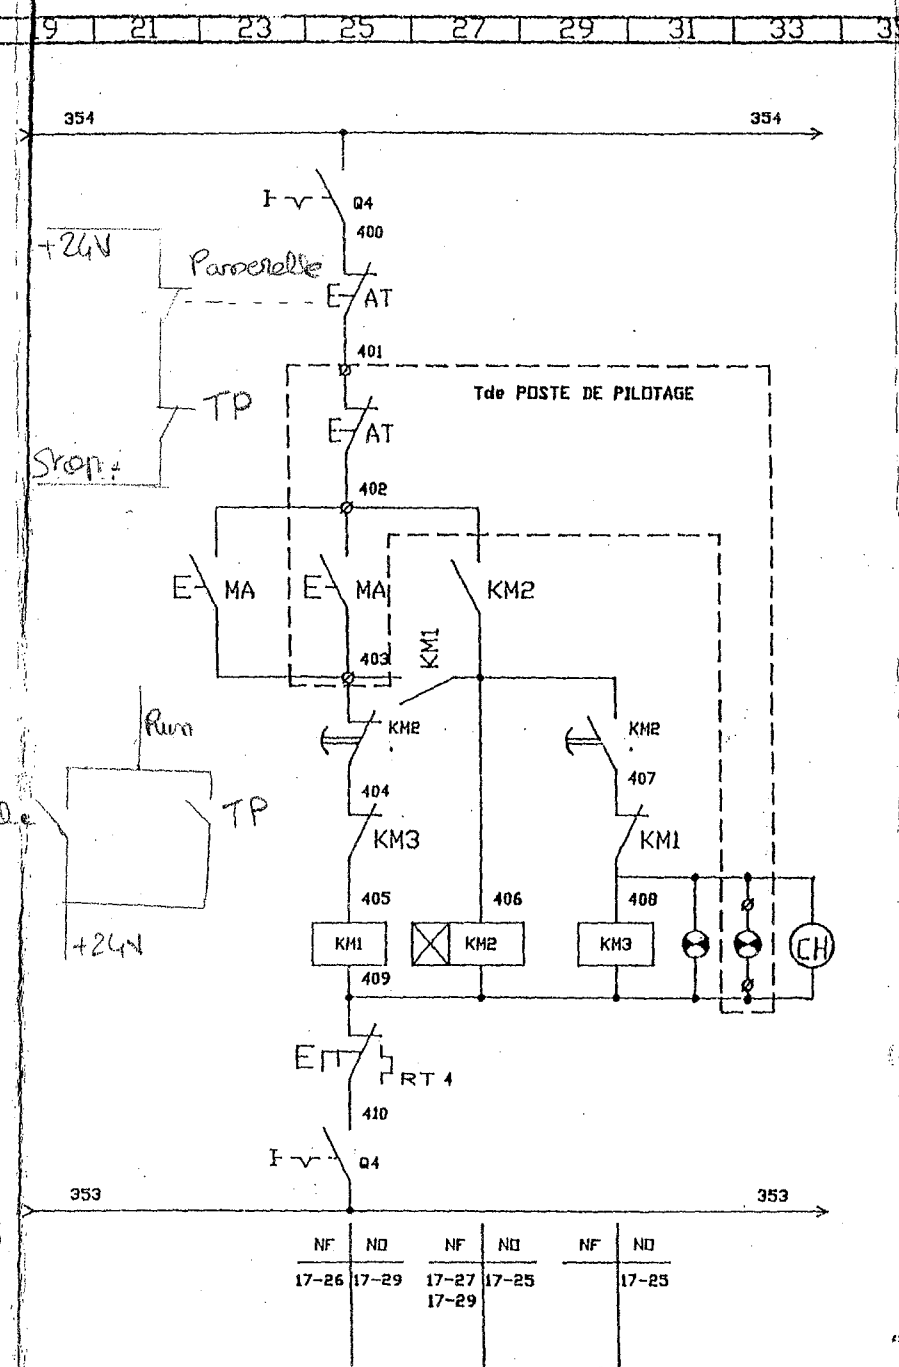 21 23 25 27 29 31 33
354 354
Q4
400
+24V
Passerelle
E AT
401
Tde POSTE DE PILOTAGE
TP
E AT
Stop
402
E MA
E MA
KM2
KM1
403
KM2
KM2
Run
404
407
TP
KM3
KM1
405
406
408
KM1
KM2
KM3
CH
+24V
409
E
RT 4
410
Q4
353 353
NF NO NF NO NF NO
17-26 17-29 17-27 17-25 17-25
17-29